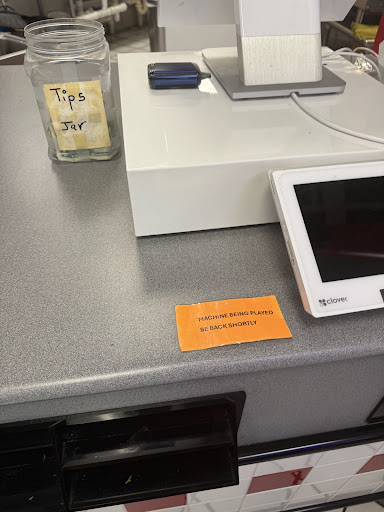 Tips
Jar
clover
MACHINE BEING PLAYED
BE BACK SHORTLY